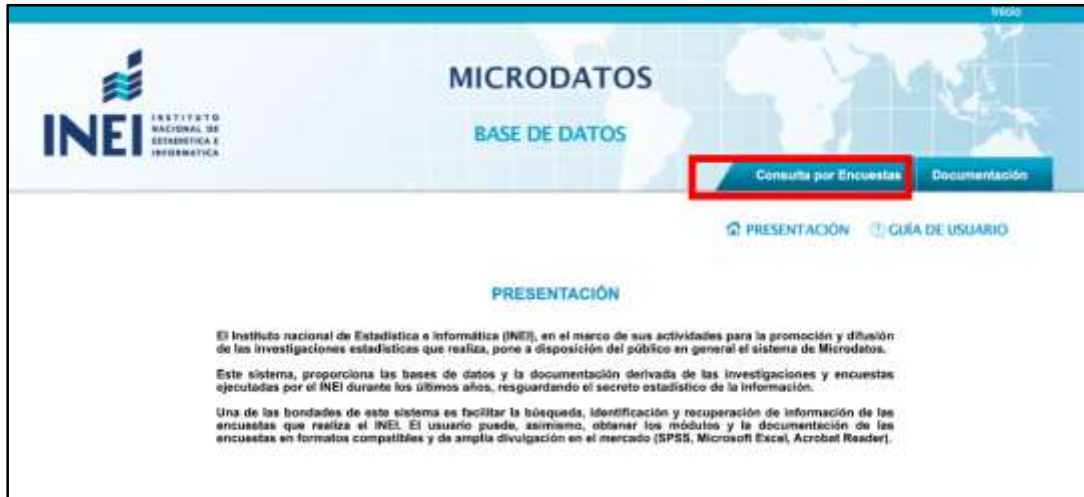 Inicio
INEI
INSTITUTO
NACIONAL DE
ESTADISTICA E
INFORMATICA
MICRODATOS
BASE DE DATOS
Consulta por Encuestas
Documentación
PRESENTACIÓN
GUÍA DE USUARIO
PRESENTACIÓN
El Instituto nacional de Estadística e Informática (INEI), en el marco de sus actividades para la promoción y difusión
de las investigaciones estadísticas que realiza, pone a disposición del público en general el sistema de Microdatos.
Este sistema, proporciona las bases de datos y la documentación derivada de las investigaciones y encuestas
ejecutadas por el INEI durante los últimos años, resguardando el secreto estadístico de la información.
Una de las bondades de este sistema es facilitar la búsqueda, identificación y recuperación de información de las
encuestas que realiza el INEI. El usuario puede, asimismo, obtener los módulos y la documentación de las
encuestas en formatos compatibles y de amplia divulgación en el mercado (SPSS, Microsoft Excel, Acrobat Reader).